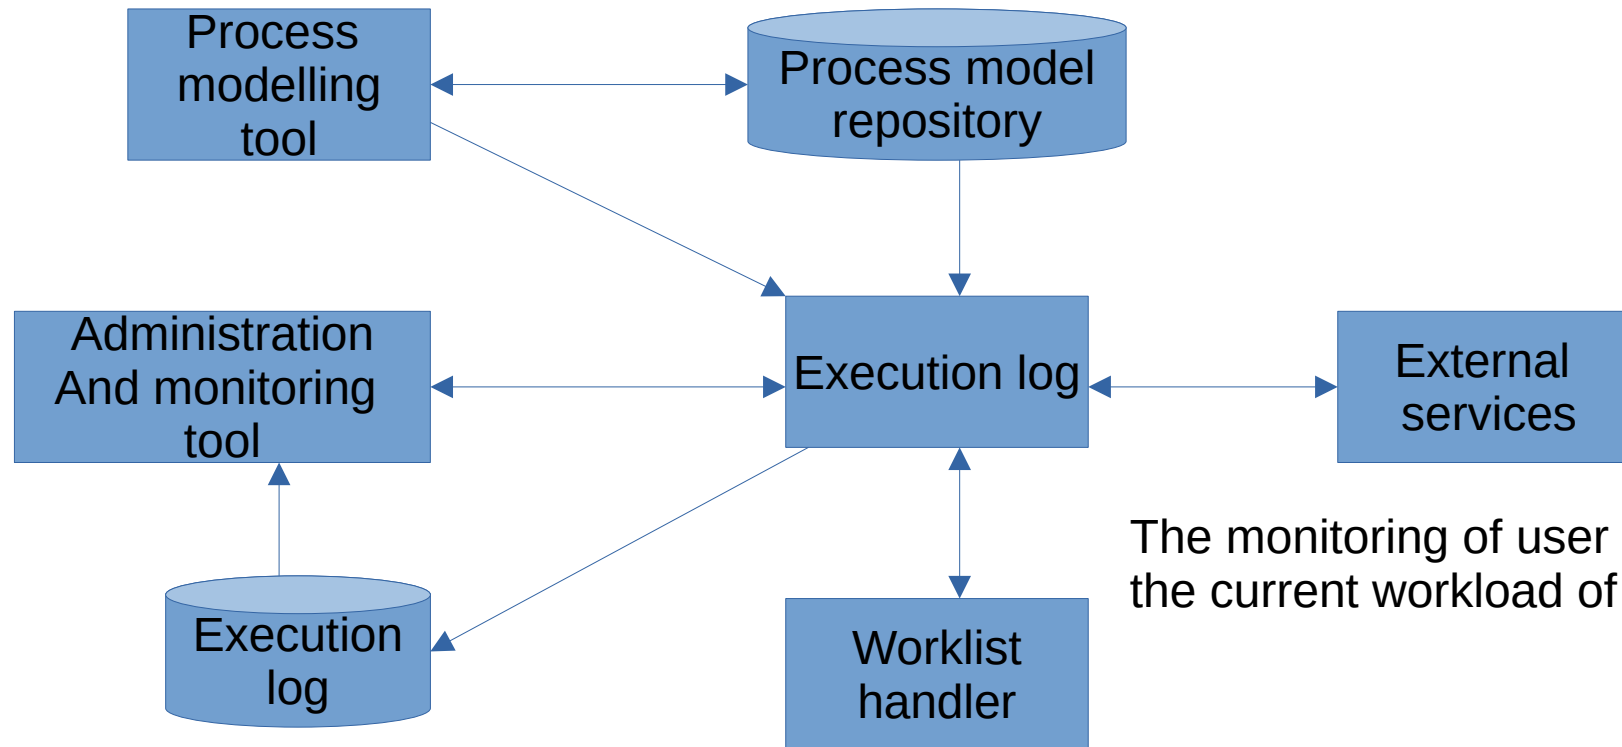 Process
modelling
tool
Process model
repository
Administration
And monitoring
tool
Execution log
External
services
The monitoring of user
the current workload of
Execution
log
Worklist
handler